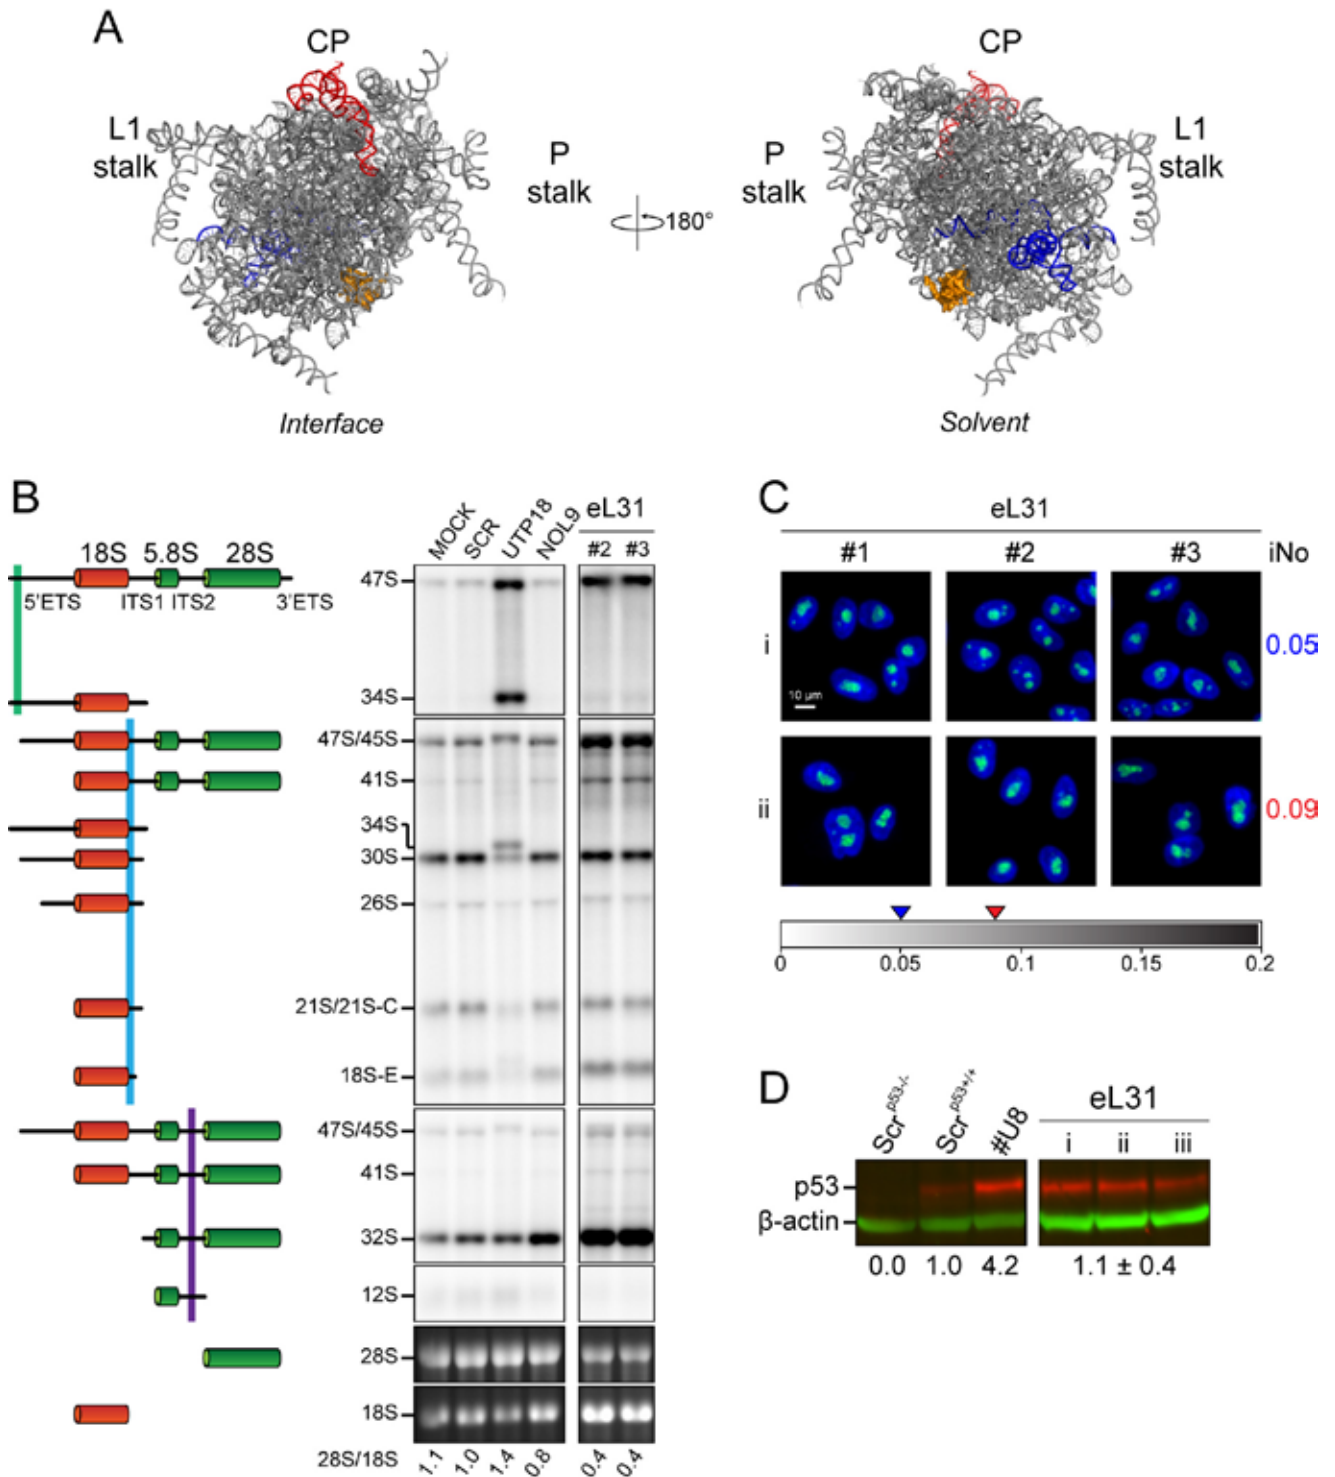 A
CP
CP
L1
stalk
P
stalk
180°
P
stalk
L1
stalk
Interface
Solvent
B
18S 5.8S 28S
5'ETS ITS1 ITS2 3'ETS
MOCK SCR UTP18 NOL9
eL31
#2 #3
47S
34S
47S/45S
41S
34S
30S
26S
21S/21S-C
18S-E
47S/45S
41S
32S
12S
28S
18S
28S/18S 1.1 1.0 1.4 0.8 0.4 0.4
C
eL31
#1 #2 #3 iNo
i 0.05
10 µm
ii 0.09
0 0.05 0.1 0.15 0.2
D
Scr p53-/- Scr p53+/+ #U8
eL31
i ii iii
p53
β-actin
0.0 1.0 4.2 1.1 ± 0.4